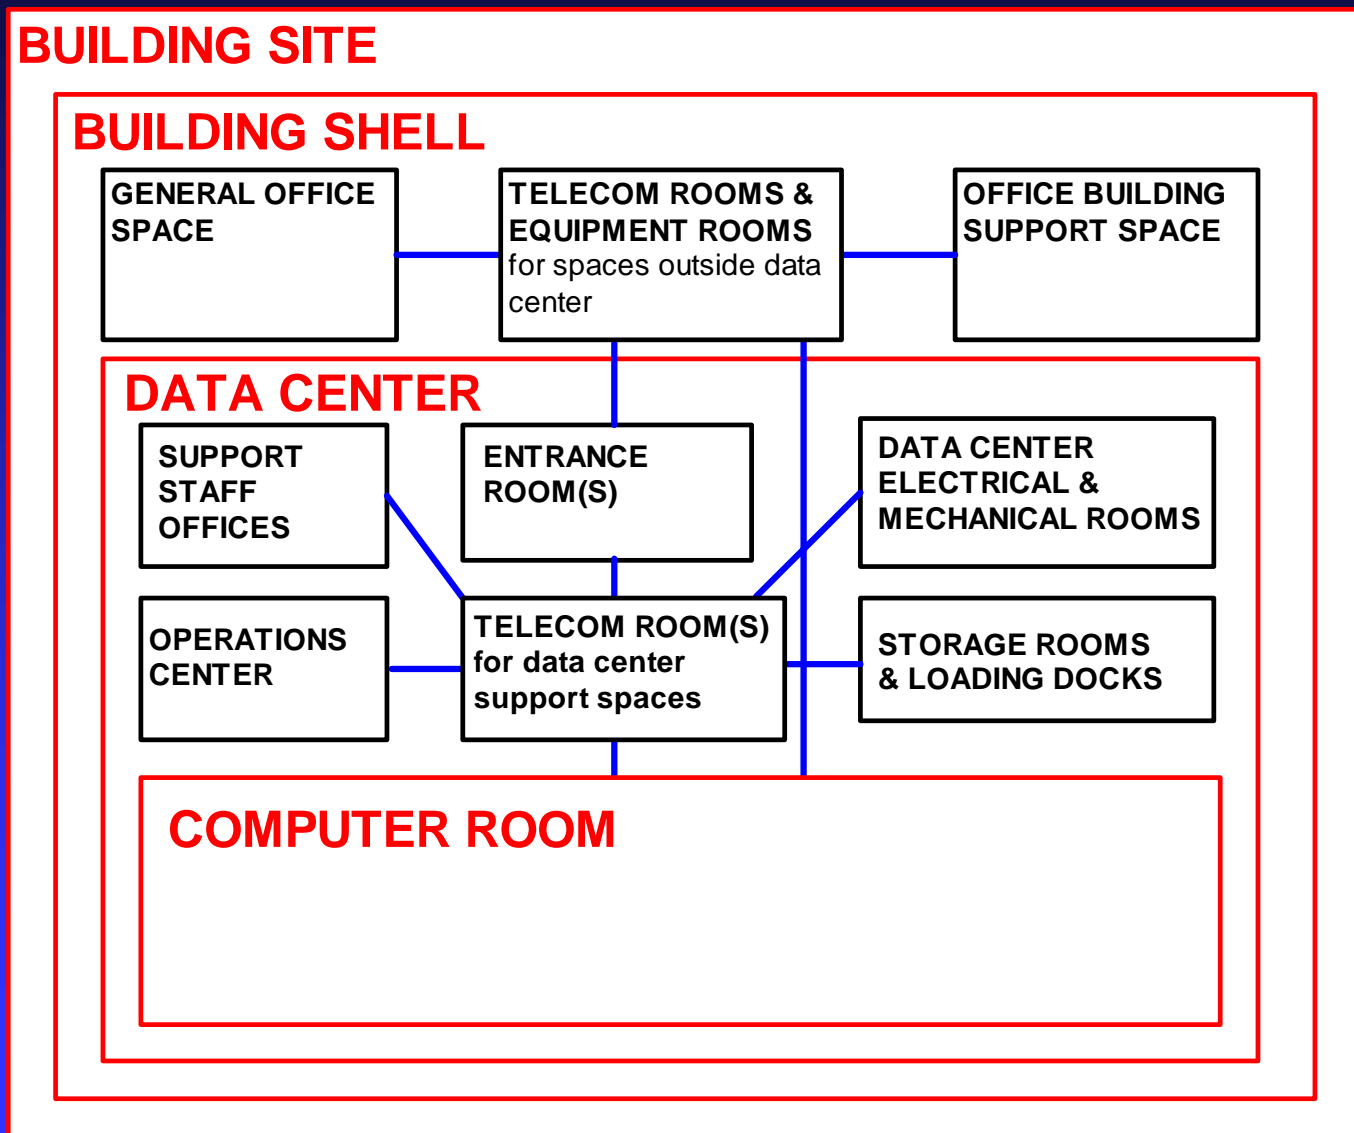 BUILDING SITE
BUILDING SHELL
GENERAL OFFICE
SPACE
TELECOM ROOMS &
EQUIPMENT ROOMS
for spaces outside data
center
OFFICE BUILDING
SUPPORT SPACE
DATA CENTER
SUPPORT
STAFF
OFFICES
ENTRANCE
ROOM(S)
DATA CENTER
ELECTRICAL &
MECHANICAL ROOMS
OPERATIONS
CENTER
TELECOM ROOM(S)
for data center
support spaces
STORAGE ROOMS
& LOADING DOCKS
COMPUTER ROOM